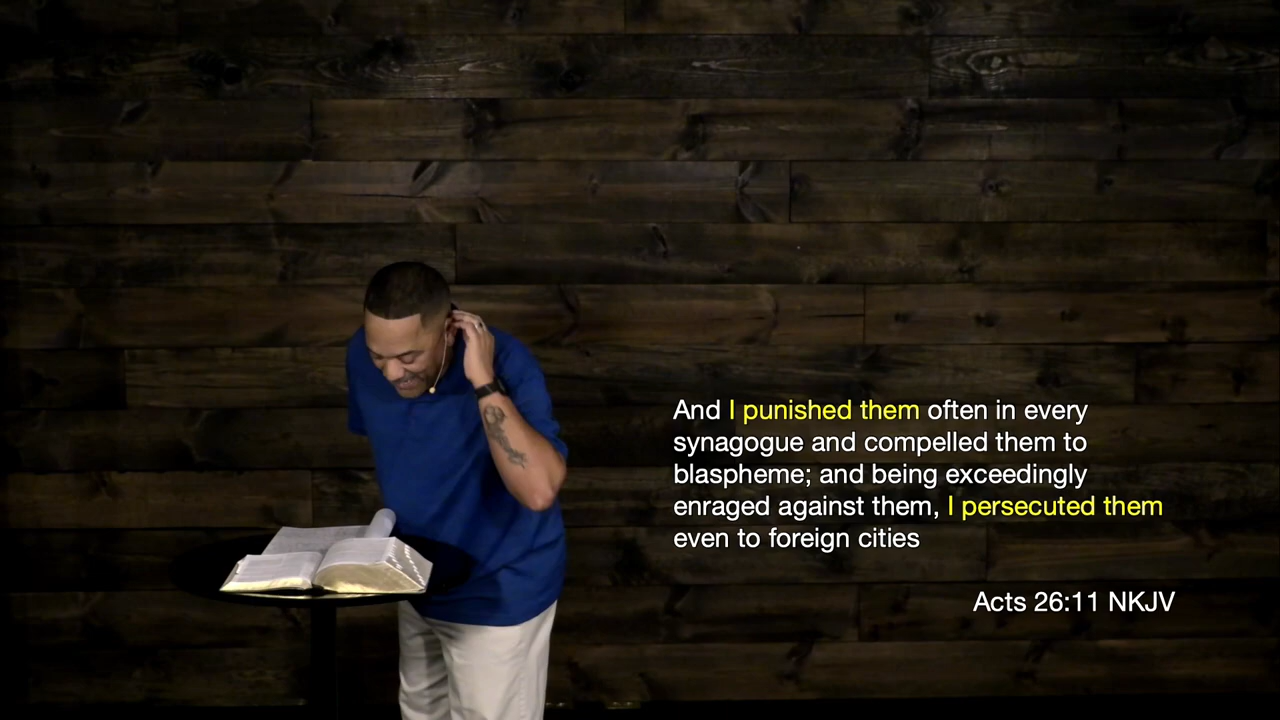 And I punished them often in every
synagogue and compelled them to
blaspheme; and being exceedingly
enraged against them, I persecuted them
even to foreign cities
Acts 26:11 NKJV